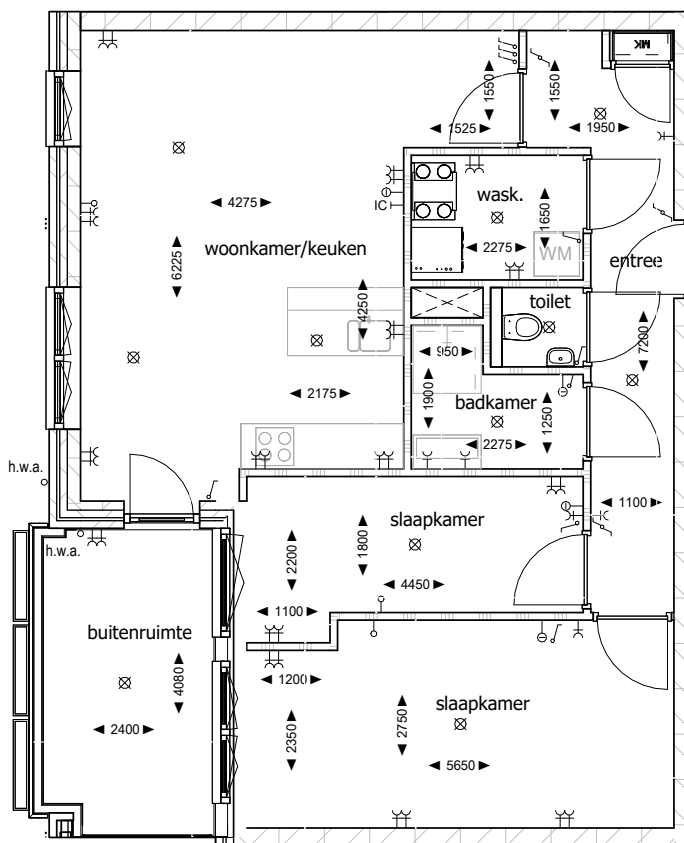 MK
1550
1550
1525
1950
wask.
IC
4275
1650
woonkamer/keuken
2275
WM
entree
6225
4250
toilet
7200
950
2175
1900
badkamer
1250
2275
h.w.a.
1100
slaapkamer
h.w.a.
2200
1800
4450
1100
buitenruimte
4080
1200
slaapkamer
2400
2350
2750
5650